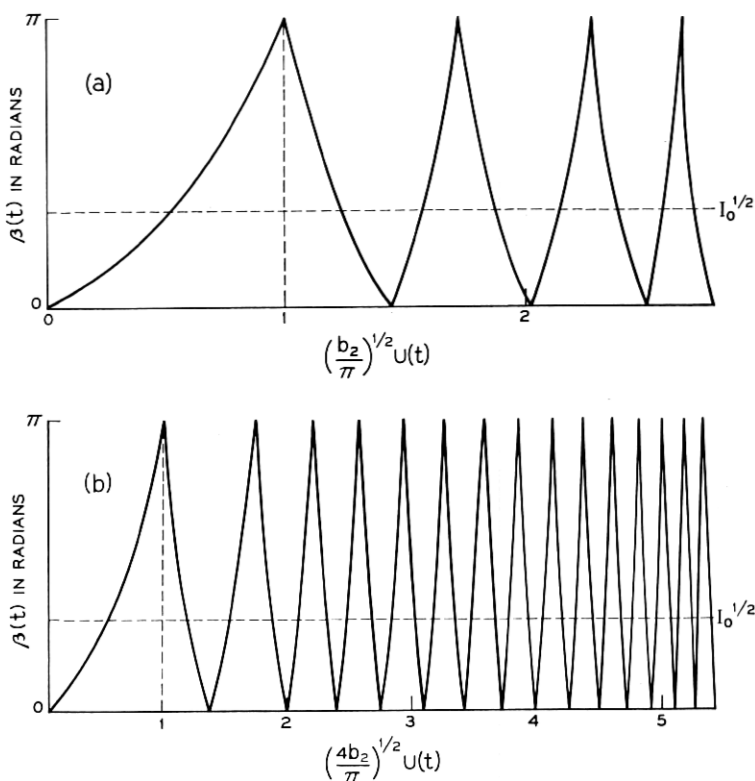 π
(a)
β(t) IN RADIANS
I₀^1/2
0
0 1 2
(b₂/π)^1/2 U(t)
π
(b)
β(t) IN RADIANS
I₀^1/2
0
1 2 3 4 5
(4b₂/π)^1/2 U(t)